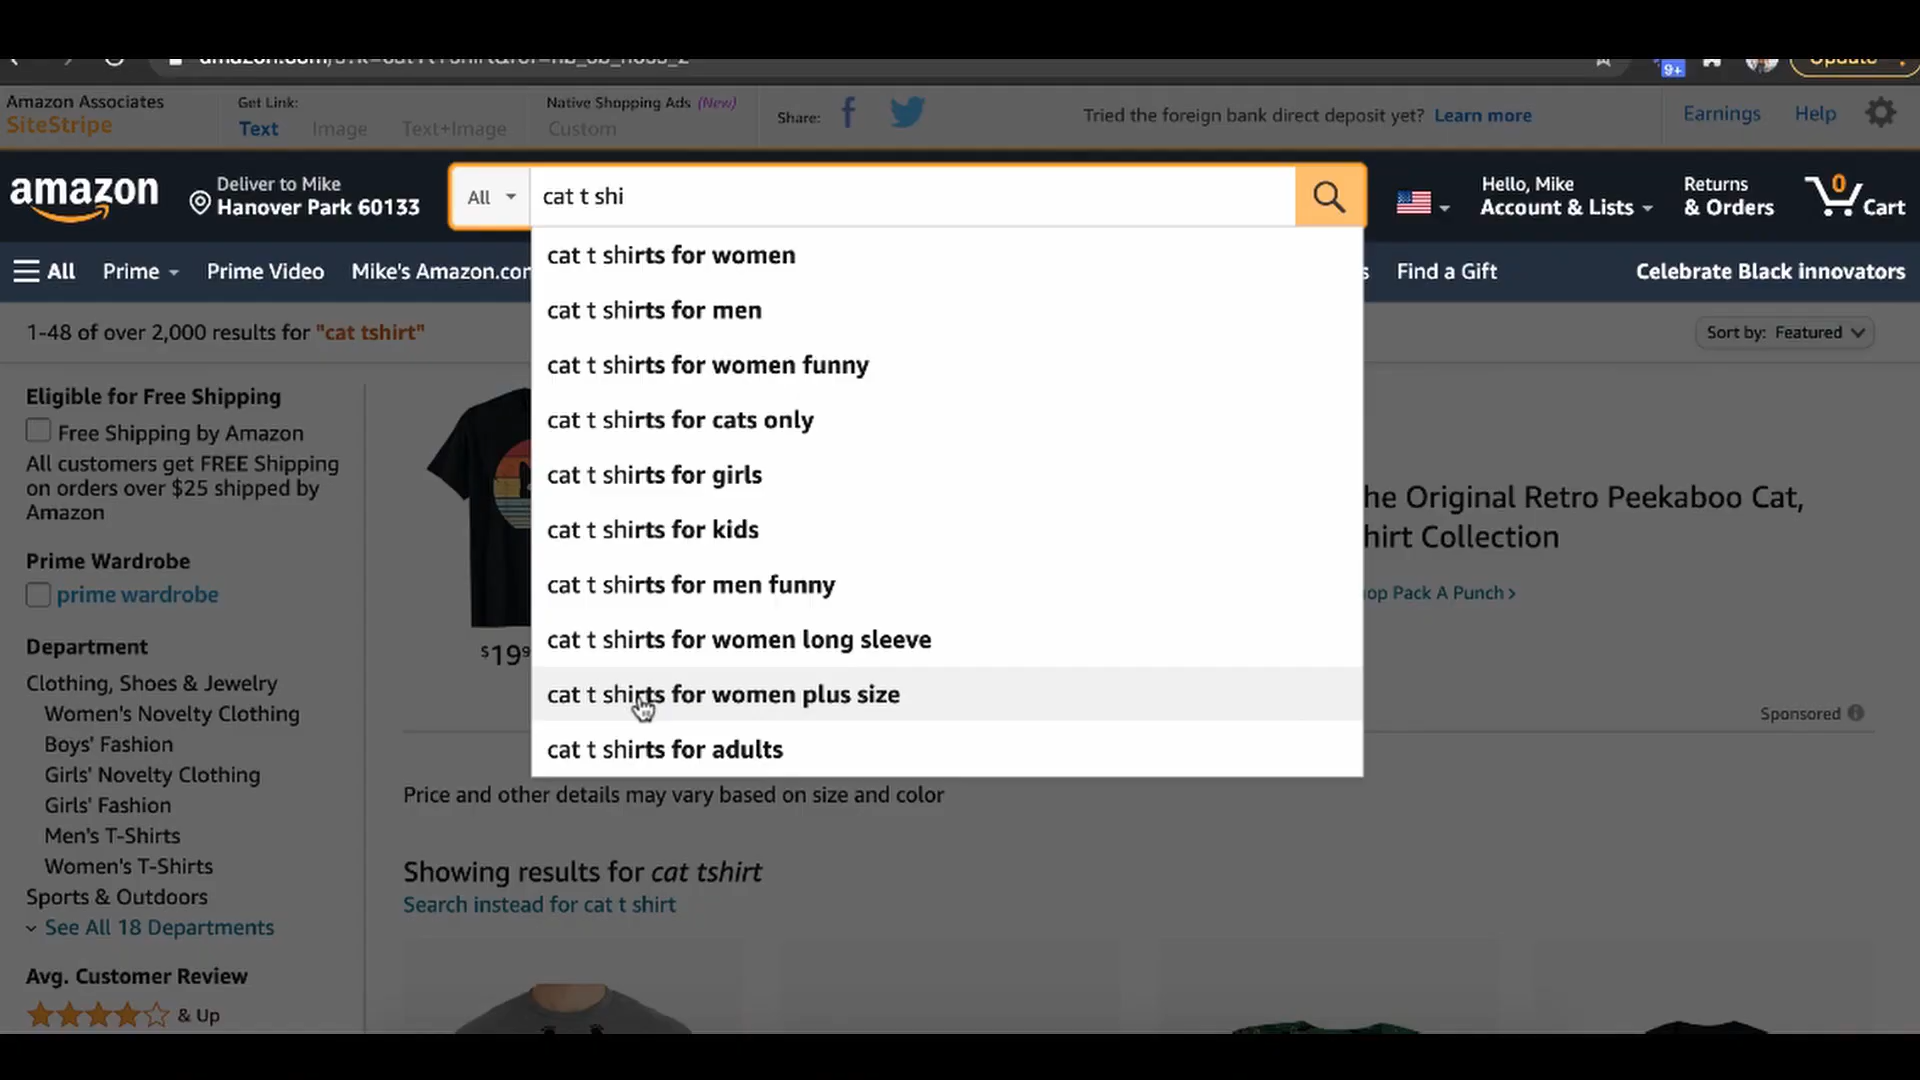 9+
Update
Amazon Associates
SiteStripe
Get Link:
Text Image Text+Image
Native Shopping Ads (New)
Custom
Share:
Tried the foreign bank direct deposit yet? Learn more
Earnings Help
amazon
Deliver to Mike
Hanover Park 60133
All
cat t shi
Hello, Mike
Account & Lists
Returns
& Orders
0
Cart
All Prime Prime Video Mike's Amazon.co
Find a Gift
Celebrate Black innovators
cat t shirts for women
cat t shirts for men
cat t shirts for women funny
cat t shirts for cats only
cat t shirts for girls
cat t shirts for kids
cat t shirts for men funny
cat t shirts for women long sleeve
cat t shirts for women plus size
cat t shirts for adults
1-48 of over 2,000 results for "cat tshirt"
Sort by: Featured
Eligible for Free Shipping
Free Shipping by Amazon
All customers get FREE Shipping
on orders over $25 shipped by
Amazon
Prime Wardrobe
prime wardrobe
Department
Clothing, Shoes & Jewelry
Women's Novelty Clothing
Boys' Fashion
Girls' Novelty Clothing
Girls' Fashion
Men's T-Shirts
Women's T-Shirts
Sports & Outdoors
See All 18 Departments
Avg. Customer Review
& Up
$19
he Original Retro Peekaboo Cat,
hirt Collection
op Pack A Punch ›
Sponsored
Price and other details may vary based on size and color
Showing results for cat tshirt
Search instead for cat t shirt